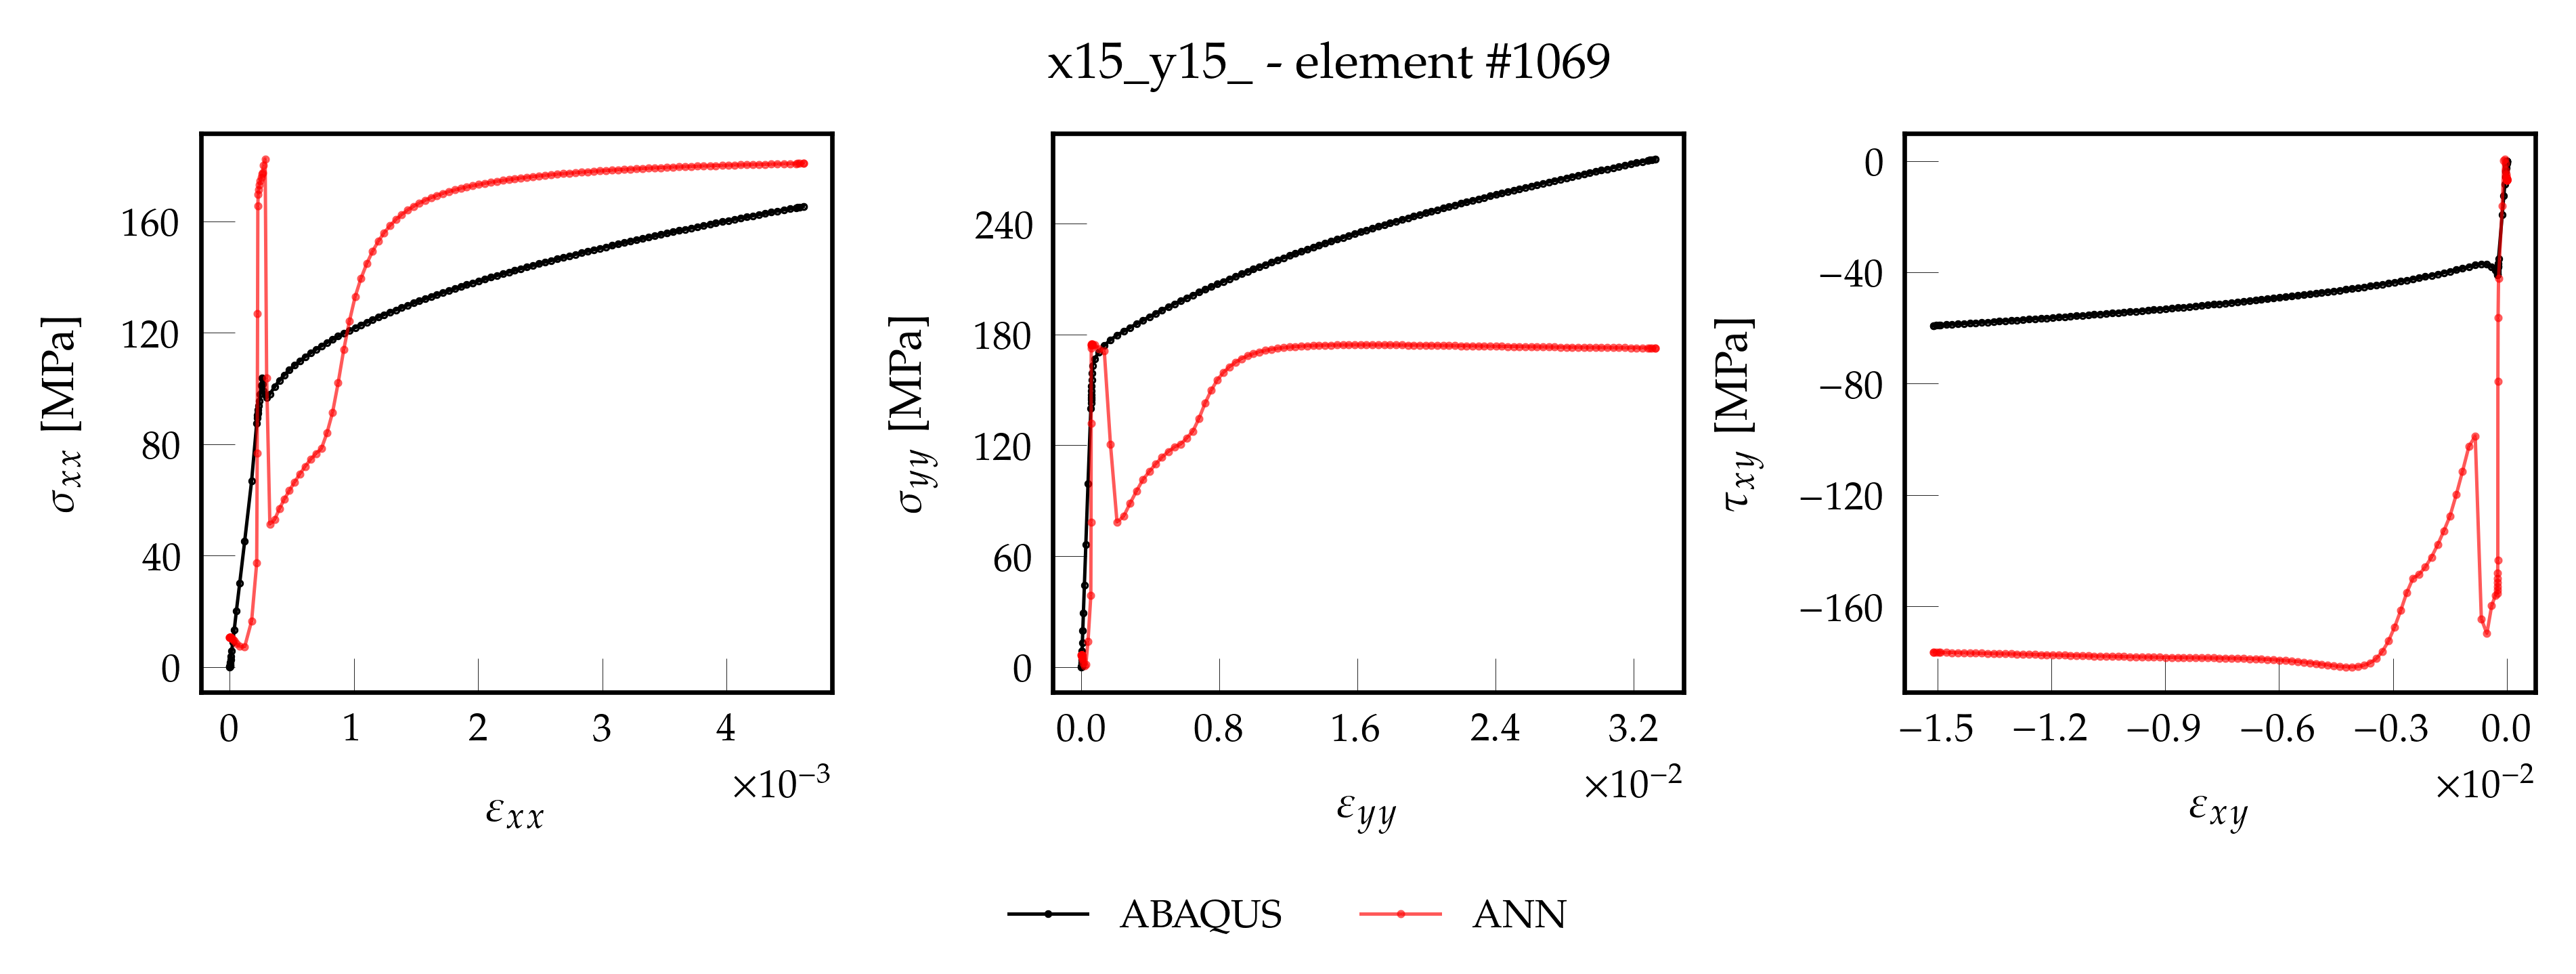 x15_y15_ - element #1069
σxx [MPa]
160
120
80
40
0
0 1 2 3 4
×10⁻³
εxx
σyy [MPa]
240
180
120
60
0
0.0 0.8 1.6 2.4 3.2
×10⁻²
εyy
τxy [MPa]
0
−40
−80
−120
−160
−1.5 −1.2 −0.9 −0.6 −0.3 0.0
×10⁻²
εxy
ABAQUS ANN